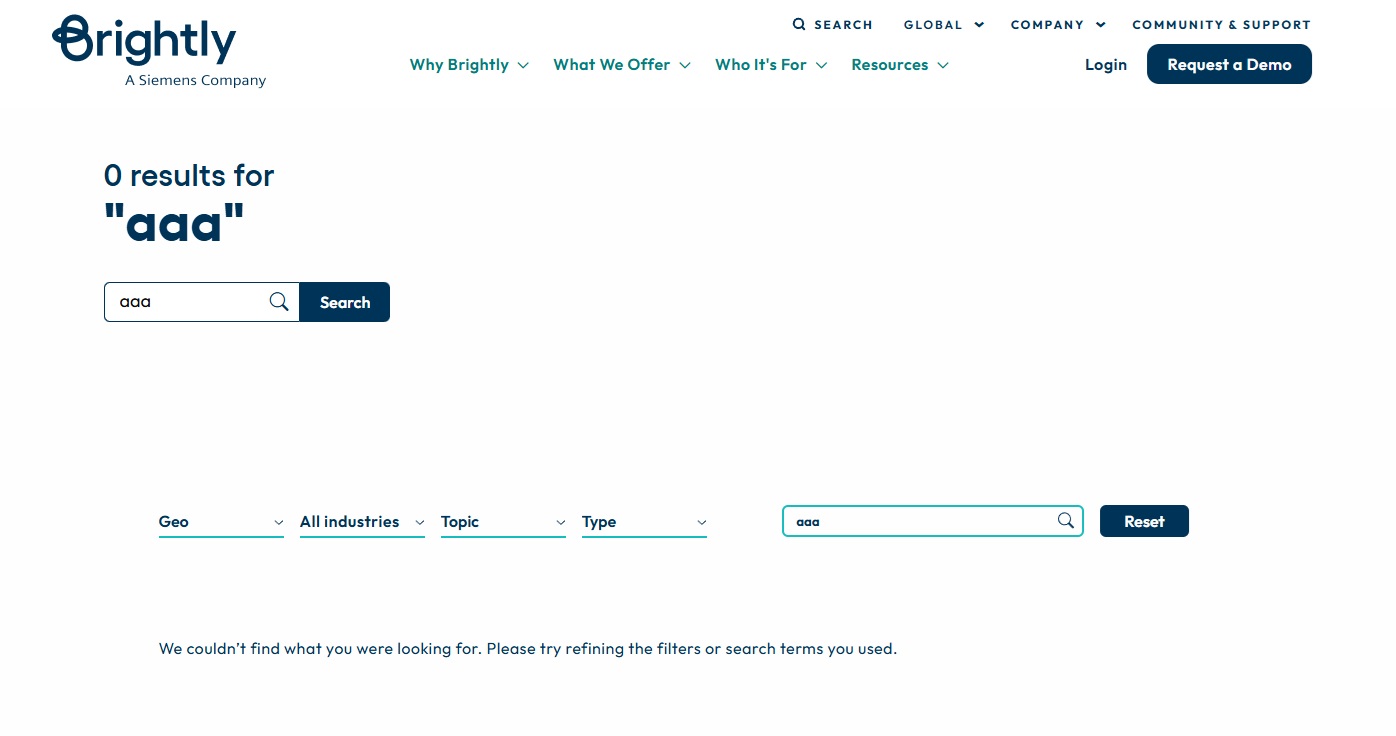 Brightly
A Siemens Company
SEARCH GLOBAL COMPANY COMMUNITY & SUPPORT
Why Brightly What We Offer Who It's For Resources Login Request a Demo
0 results for
"aaa"
aaa Search
Geo All industries Topic Type aaa Reset
We couldn’t find what you were looking for. Please try refining the filters or search terms you used.